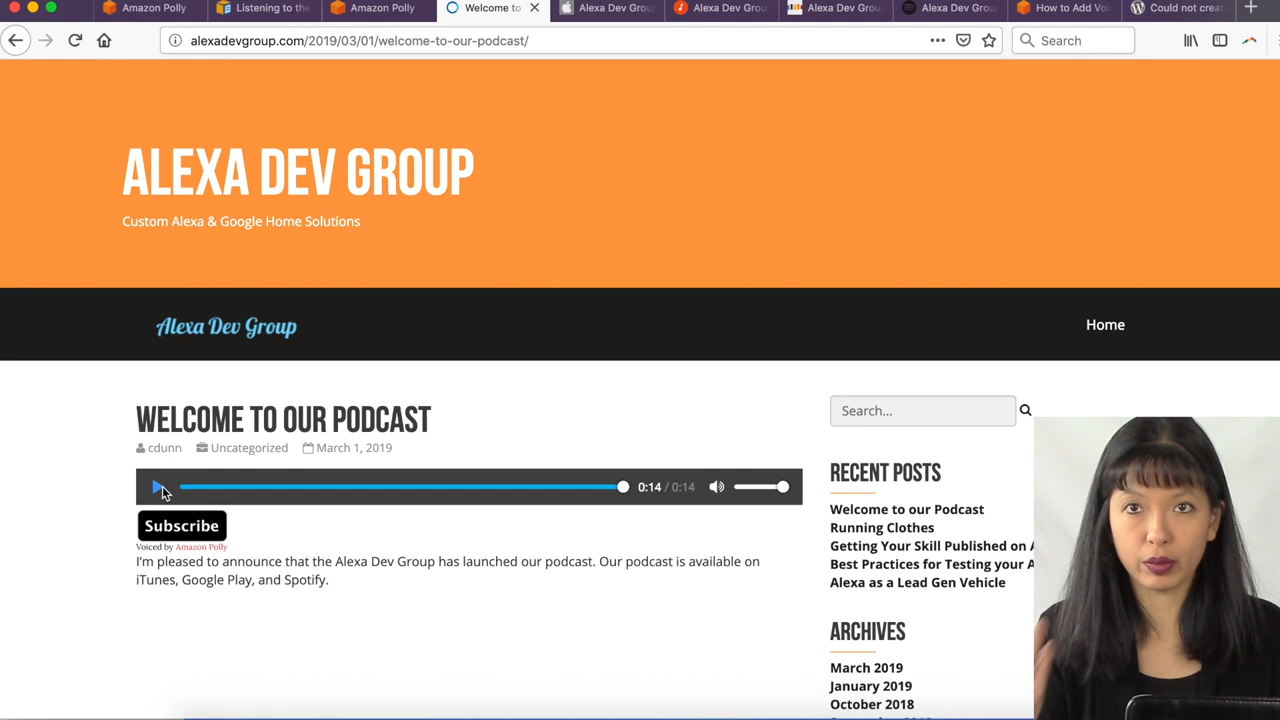 Amazon Polly
Listening to the
Amazon Polly
Welcome to
Alexa Dev Grou
Alexa Dev Grou
Alexa Dev Grou
Alexa Dev Grou
How to Add Voi
Could not creat
alexadevgroup.com/2019/03/01/welcome-to-our-podcast/
Search
ALEXA DEV GROUP
Custom Alexa & Google Home Solutions
Alexa Dev Group
Home
WELCOME TO OUR PODCAST
cdunn Uncategorized March 1, 2019
0:14 / 0:14
Subscribe
Voiced by Amazon Polly
I'm pleased to announce that the Alexa Dev Group has launched our podcast. Our podcast is available on
iTunes, Google Play, and Spotify.
Search...
RECENT POSTS
Welcome to our Podcast
Running Clothes
Getting Your Skill Published on A
Best Practices for Testing your A
Alexa as a Lead Gen Vehicle
ARCHIVES
March 2019
January 2019
October 2018